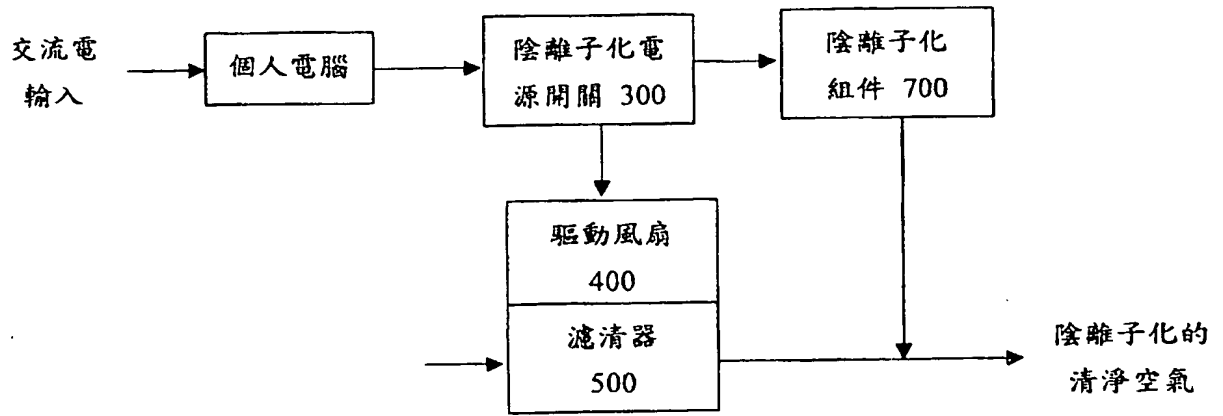 交流電
輸入
個人電腦
陰離子化電
源開關 300
陰離子化
組件 700
驅動風扇
400
濾清器
500
陰離子化的
清淨空氣